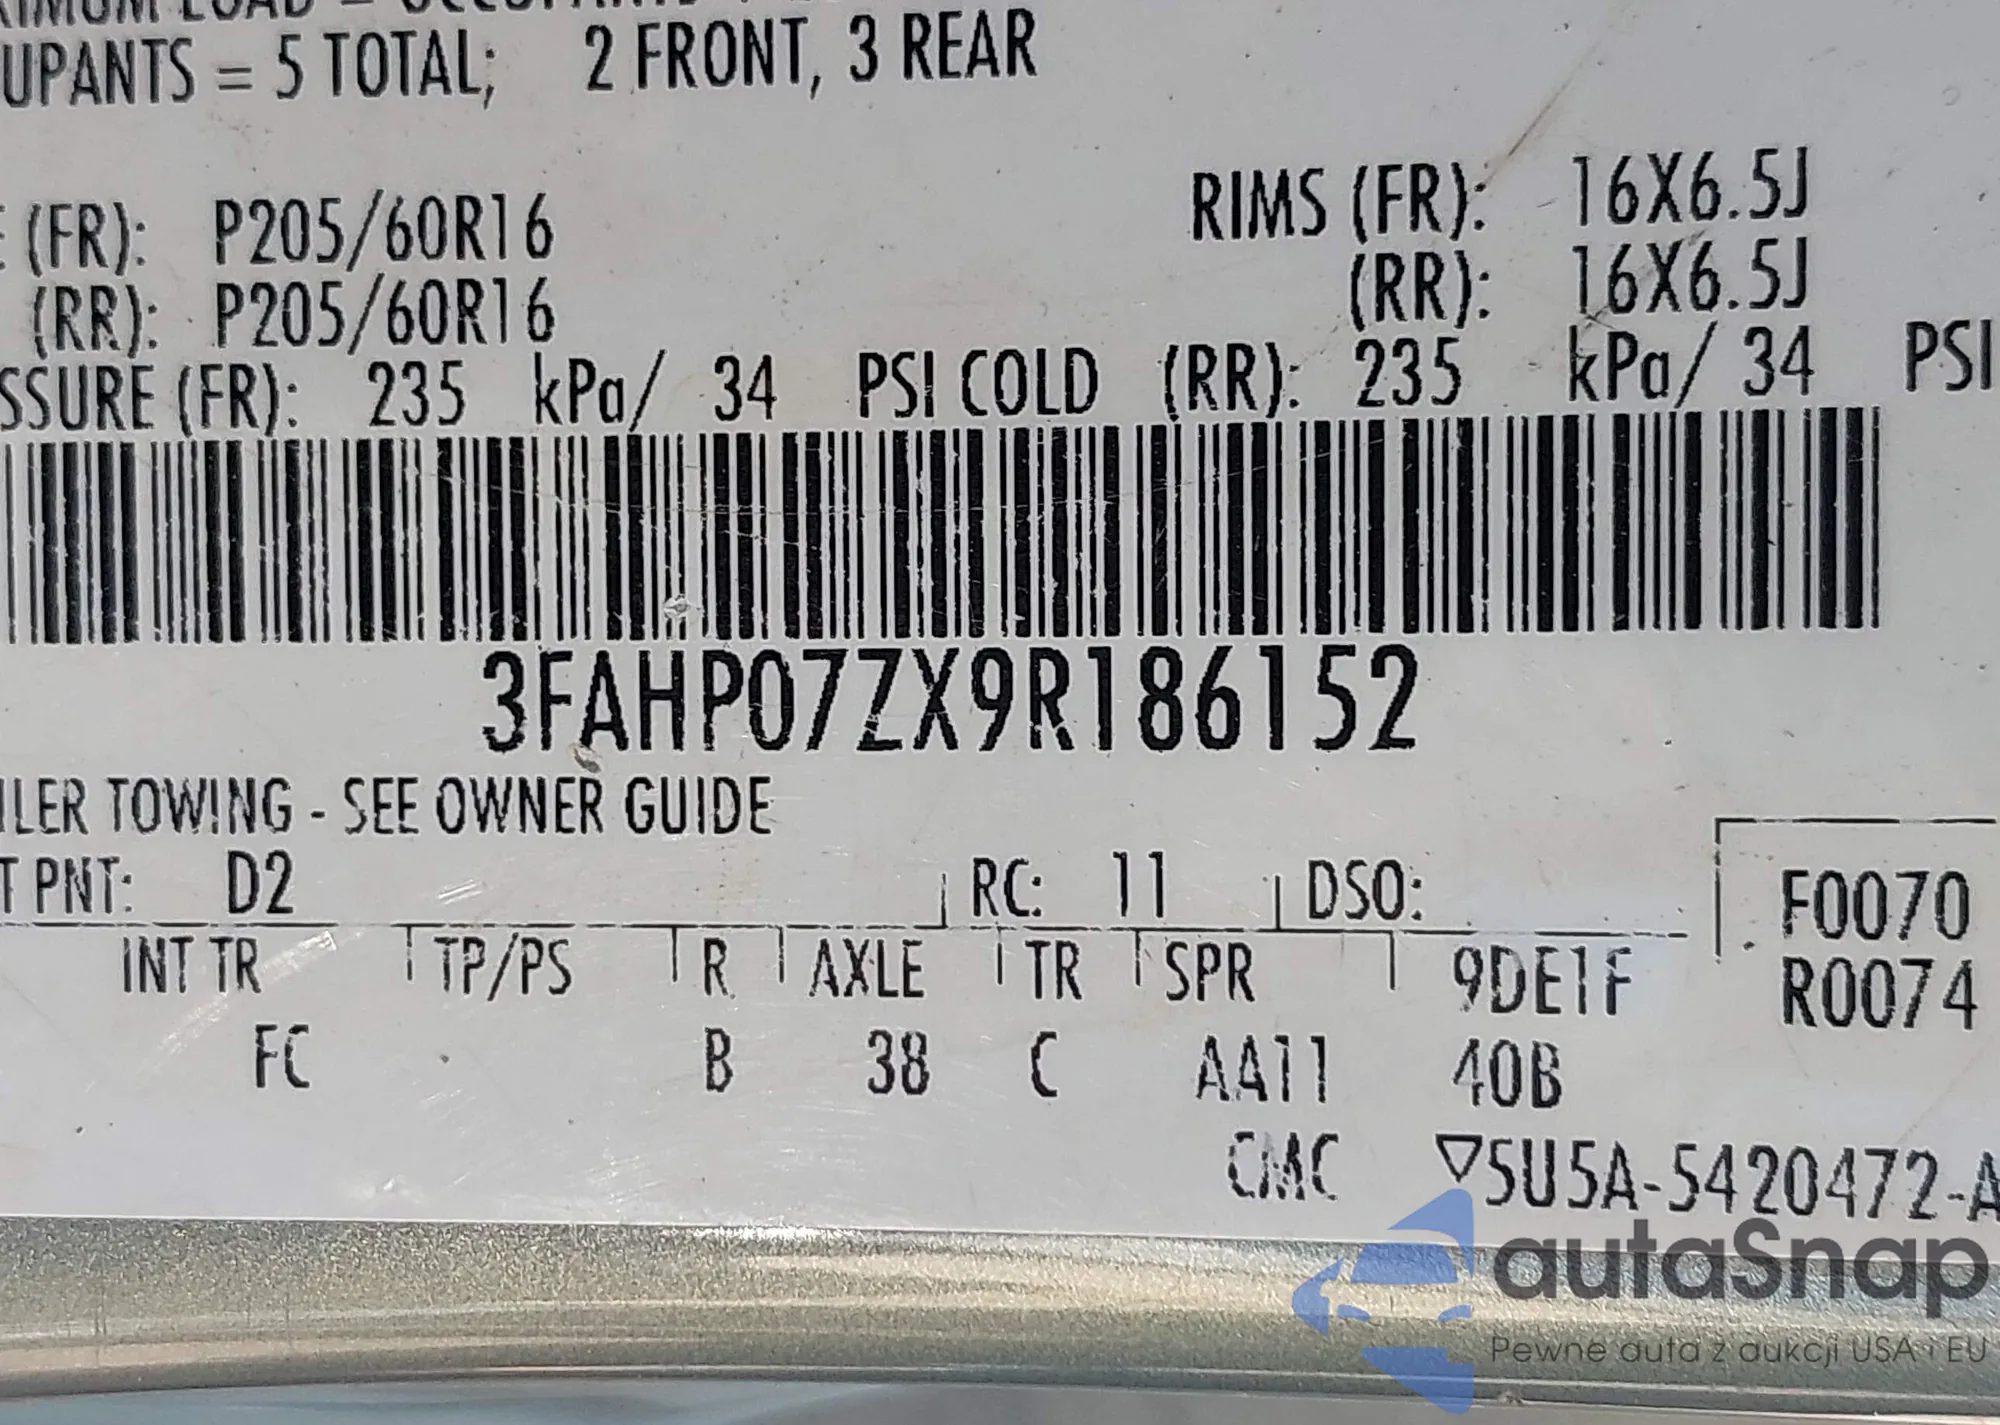 UPANTS = 5 TOTAL; 2 FRONT, 3 REAR
RIMS (FR): 16X6.5J
(FR): P205/60R16
(RR): 16X6.5J
(RR): P205/60R16
SSURE (FR): 235 kPa/ 34 PSI COLD (RR): 235 kPa/ 34 PSI
3FAHP07ZX9R186152
ILER TOWING - SEE OWNER GUIDE
T PNT: D2 RC: 11 DSO:
F0070
INT TR TP/PS R AXLE TR SPR 9DE1F
R0074
FC B 38 C AA11 40B
CMC ▽5U5A-5420472-A
autaSnap
Pewne auta z aukcji USA i EU